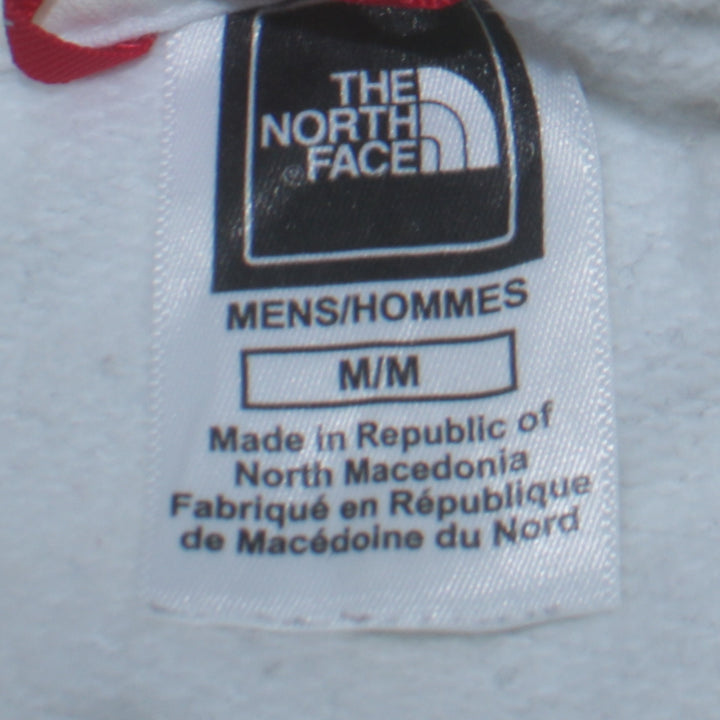 THE
NORTH
FACE
®
MENS/HOMMES
M/M
Made in Republic of
North Macedonia
Fabriqué en République
de Macédoine du Nord